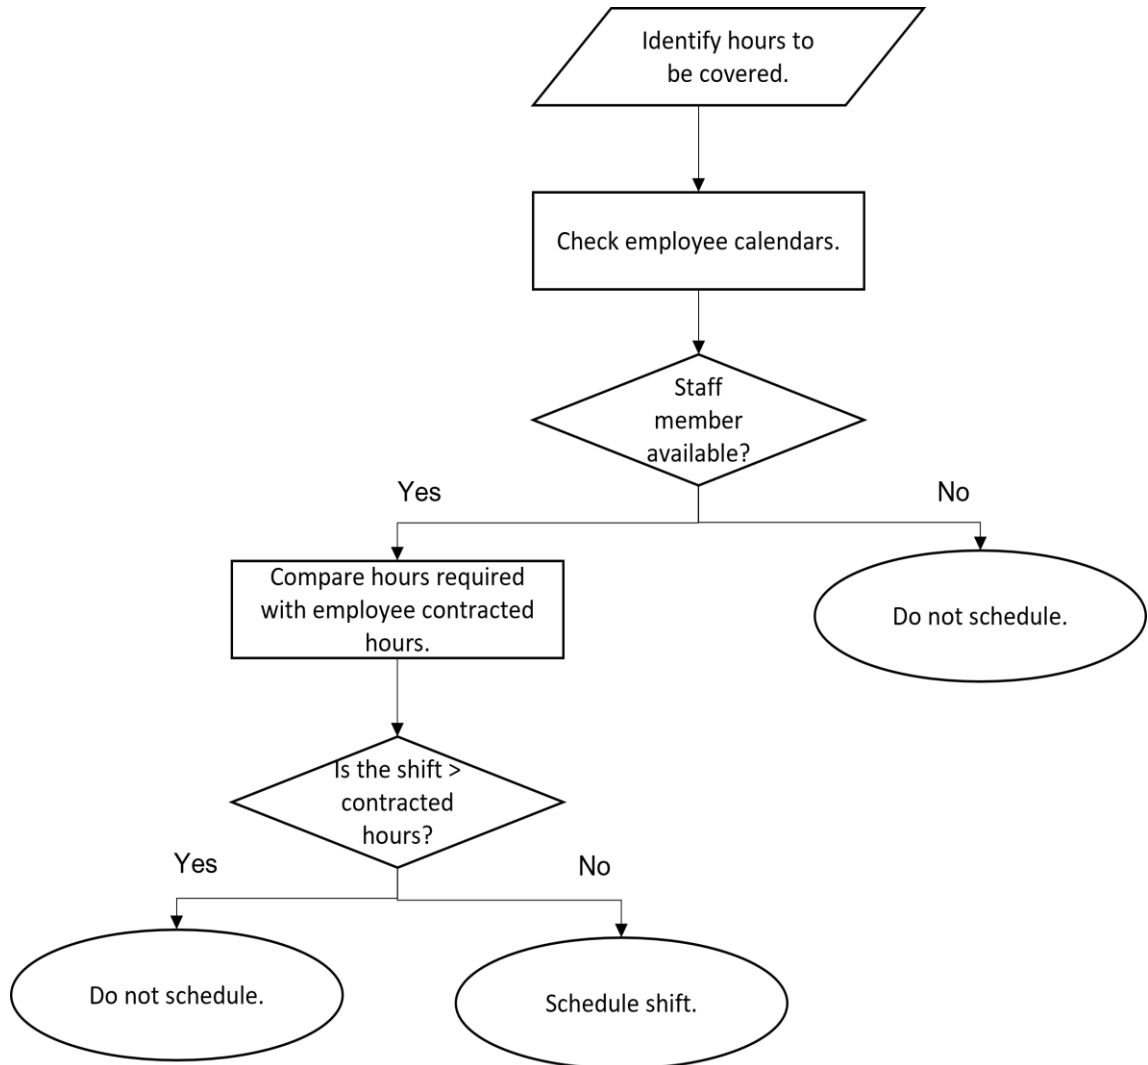 Identify hours to
be covered.
Check employee calendars.
Staff
member
available?
Yes
No
Compare hours required
with employee contracted
hours.
Do not schedule.
Is the shift >
contracted
hours?
Yes
No
Do not schedule.
Schedule shift.